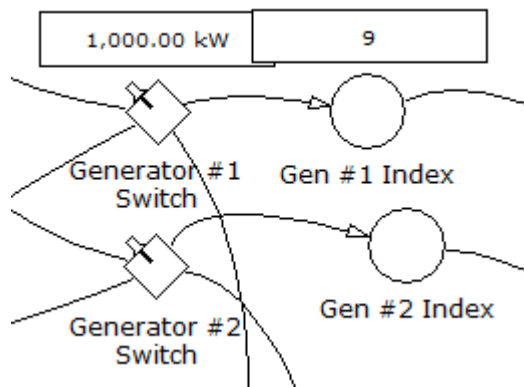 1,000.00 kW
9
Generator #1
Switch
Gen #1 Index
Generator #2
Switch
Gen #2 Index